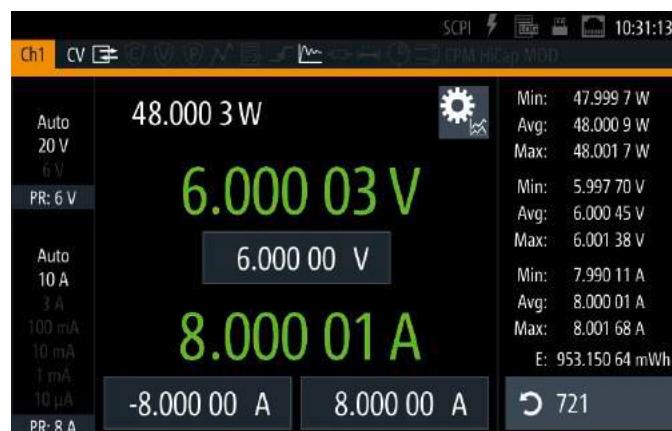 SCPI 10:31:13
Ch1 CV CPM HiCap MOD
Auto
20 V
6 V
PR: 6 V
Auto
10 A
3 A
100 mA
10 mA
1 mA
10 µA
PR: 8 A
48.000 3 W
6.000 03 V
6.000 00 V
8.000 01 A
-8.000 00 A
8.000 00 A
Min: 47.999 7 W
Avg: 48.000 9 W
Max: 48.001 7 W
Min: 5.997 70 V
Avg: 6.000 45 V
Max: 6.001 38 V
Min: 7.990 11 A
Avg: 8.000 01 A
Max: 8.001 68 A
E: 953.150 64 mWh
721